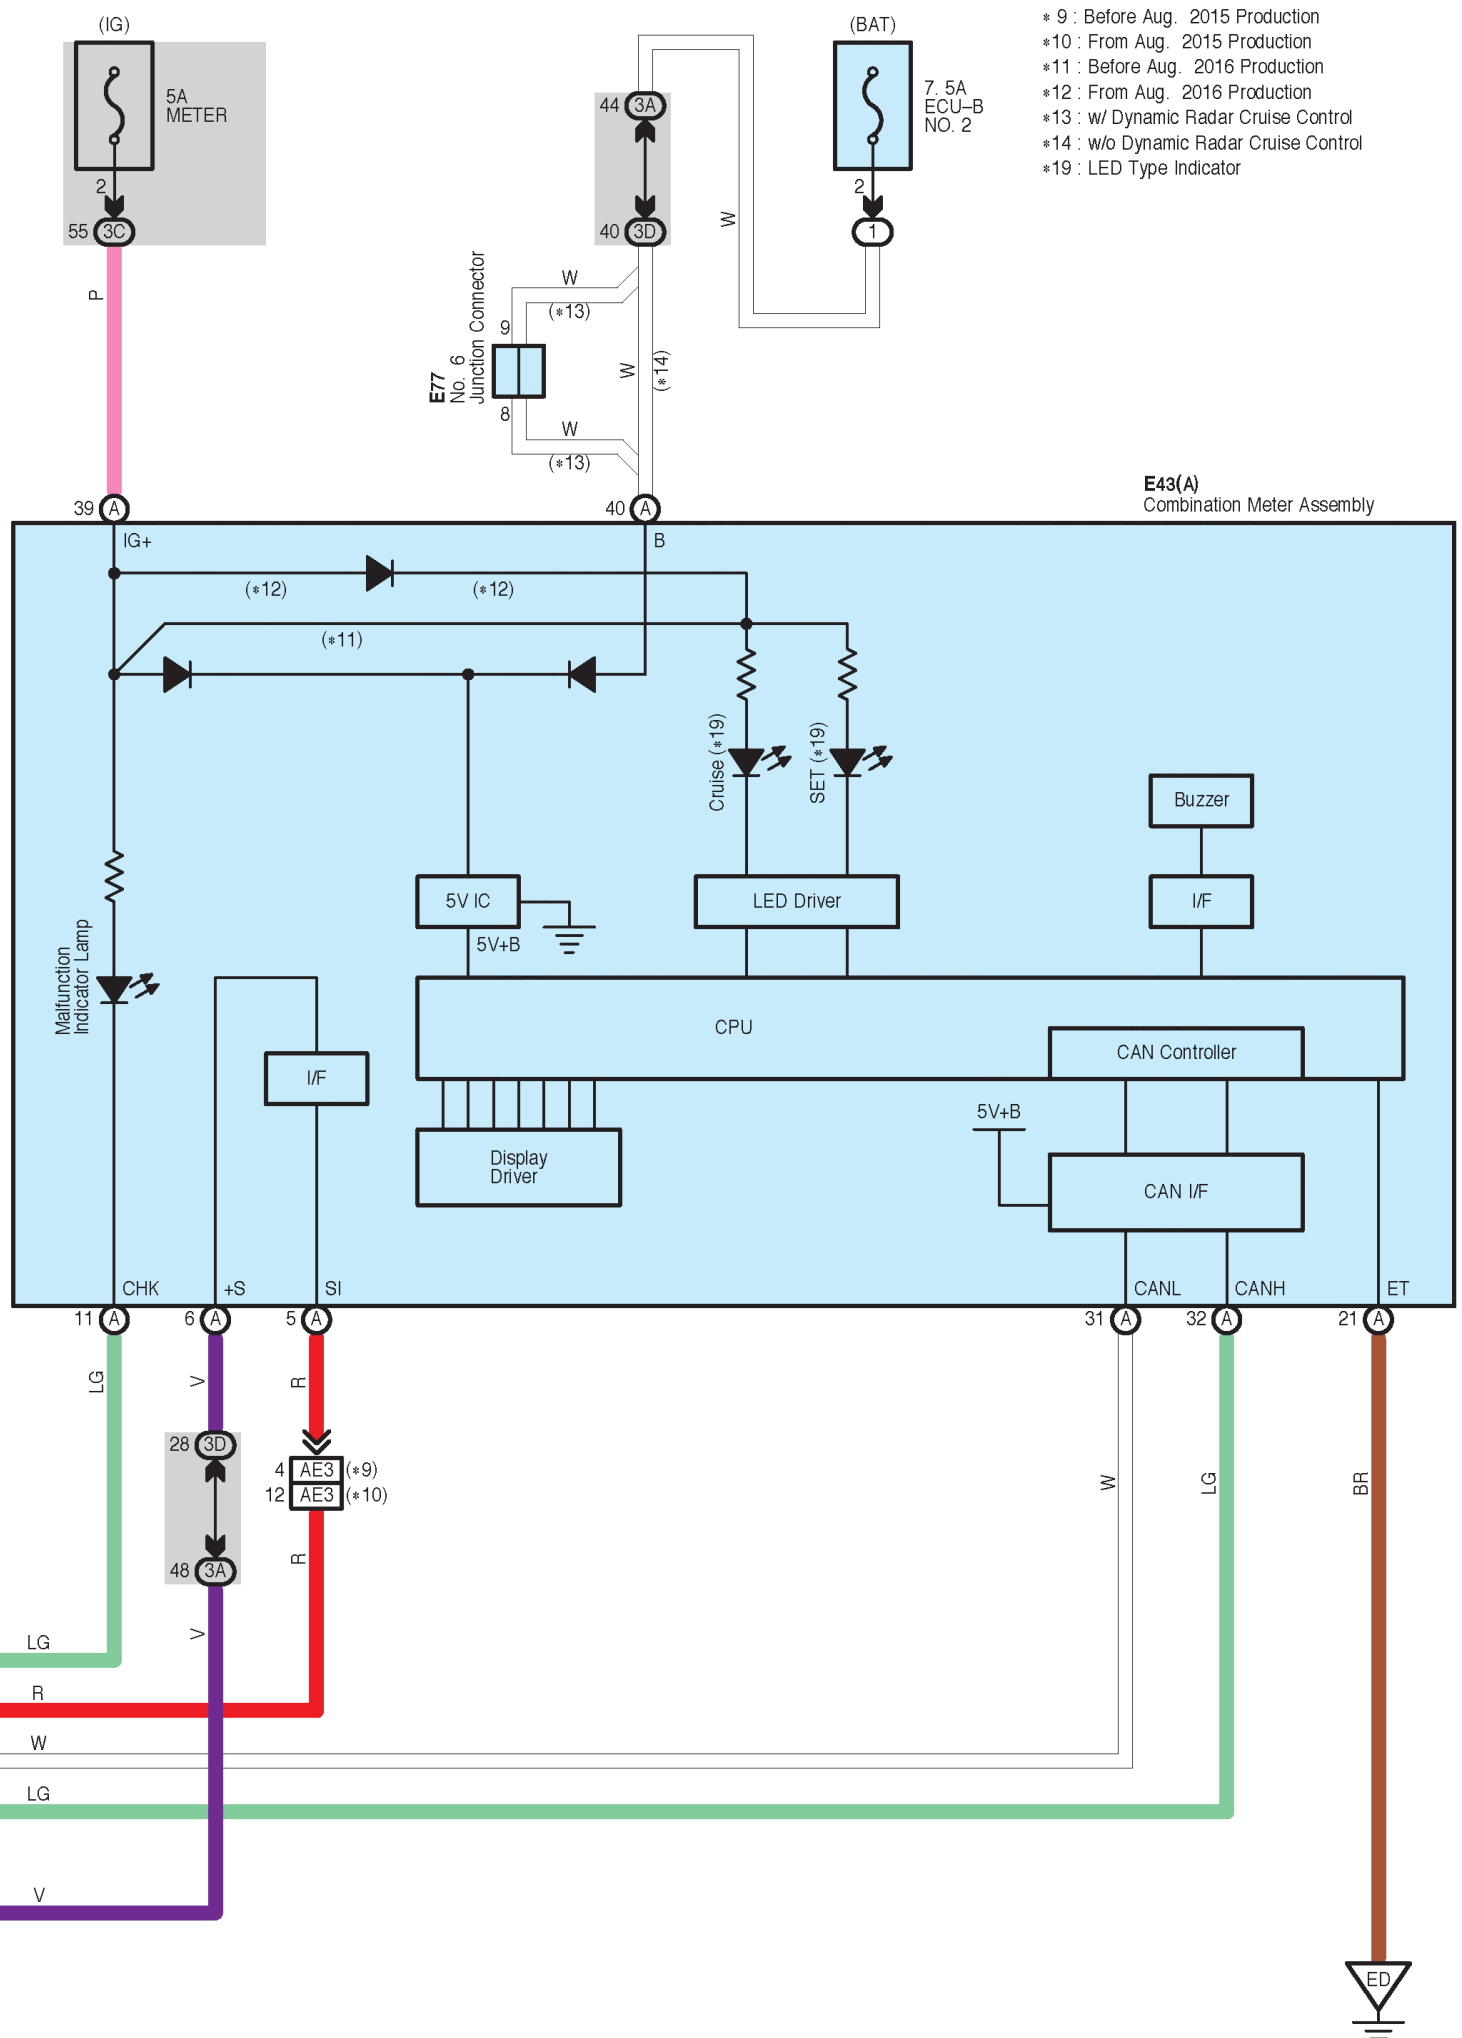 (IG)
5A
METER
2
55 3C
P
44 3A
40 3D
W
(BAT)
7. 5A
ECU–B
NO. 2
2
1
* 9 : Before Aug. 2015 Production
*10 : From Aug. 2015 Production
*11 : Before Aug. 2016 Production
*12 : From Aug. 2016 Production
*13 : w/ Dynamic Radar Cruise Control
*14 : w/o Dynamic Radar Cruise Control
*19 : LED Type Indicator
W
(*13)
9
E77
No. 6
Junction Connector
8
W
(*13)
W
(*14)
E43(A)
Combination Meter Assembly
39 A
40 A
IG+
B
(*12)
(*12)
(*11)
Cruise (*19)
SET (*19)
Buzzer
5V IC
LED Driver
I/F
5V+B
Malfunction
Indicator Lamp
CPU
CAN Controller
I/F
5V+B
Display
Driver
CAN I/F
CHK
+S
SI
CANL
CANH
ET
11 A
6 A
5 A
31 A
32 A
21 A
LG
V
R
28 3D
4 AE3 (*9)
12 AE3 (*10)
W
LG
BR
R
48 3A
V
LG
R
W
LG
V
ED